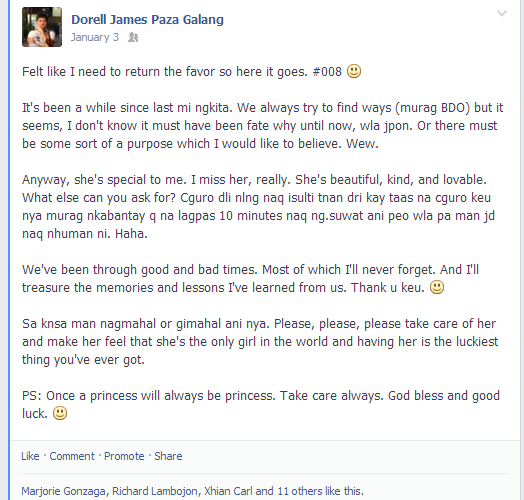 Dorell James Paza Galang
January 3
Felt like I need to return the favor so here it goes. #008
It's been a while since last mi ngkita. We always try to find ways (murag BDO) but it
seems, I don't know it must have been fate why until now, wla jpon. Or there must
be some sort of a purpose which I would like to believe. Wew.
Anyway, she's special to me. I miss her, really. She's beautiful, kind, and lovable.
What else can you ask for? Cguro dli nlng naq isulti tnan dri kay taas na cguro keu
nya murag nkabantay q na lagpas 10 minutes naq ng.suwat ani peo wla pa man jd
naq nhuman ni. Haha.
We've been through good and bad times. Most of which I'll never forget. And I'll
treasure the memories and lessons I've learned from us. Thank u keu.
Sa knsa man nagmahal or gimahal ani nya. Please, please, please take care of her
and make her feel that she's the only girl in the world and having her is the luckiest
thing you've ever got.
PS: Once a princess will always be princess. Take care always. God bless and good
luck.
Like · Comment · Promote · Share
Marjorie Gonzaga, Richard Lambojon, Xhian Carl and 11 others like this.